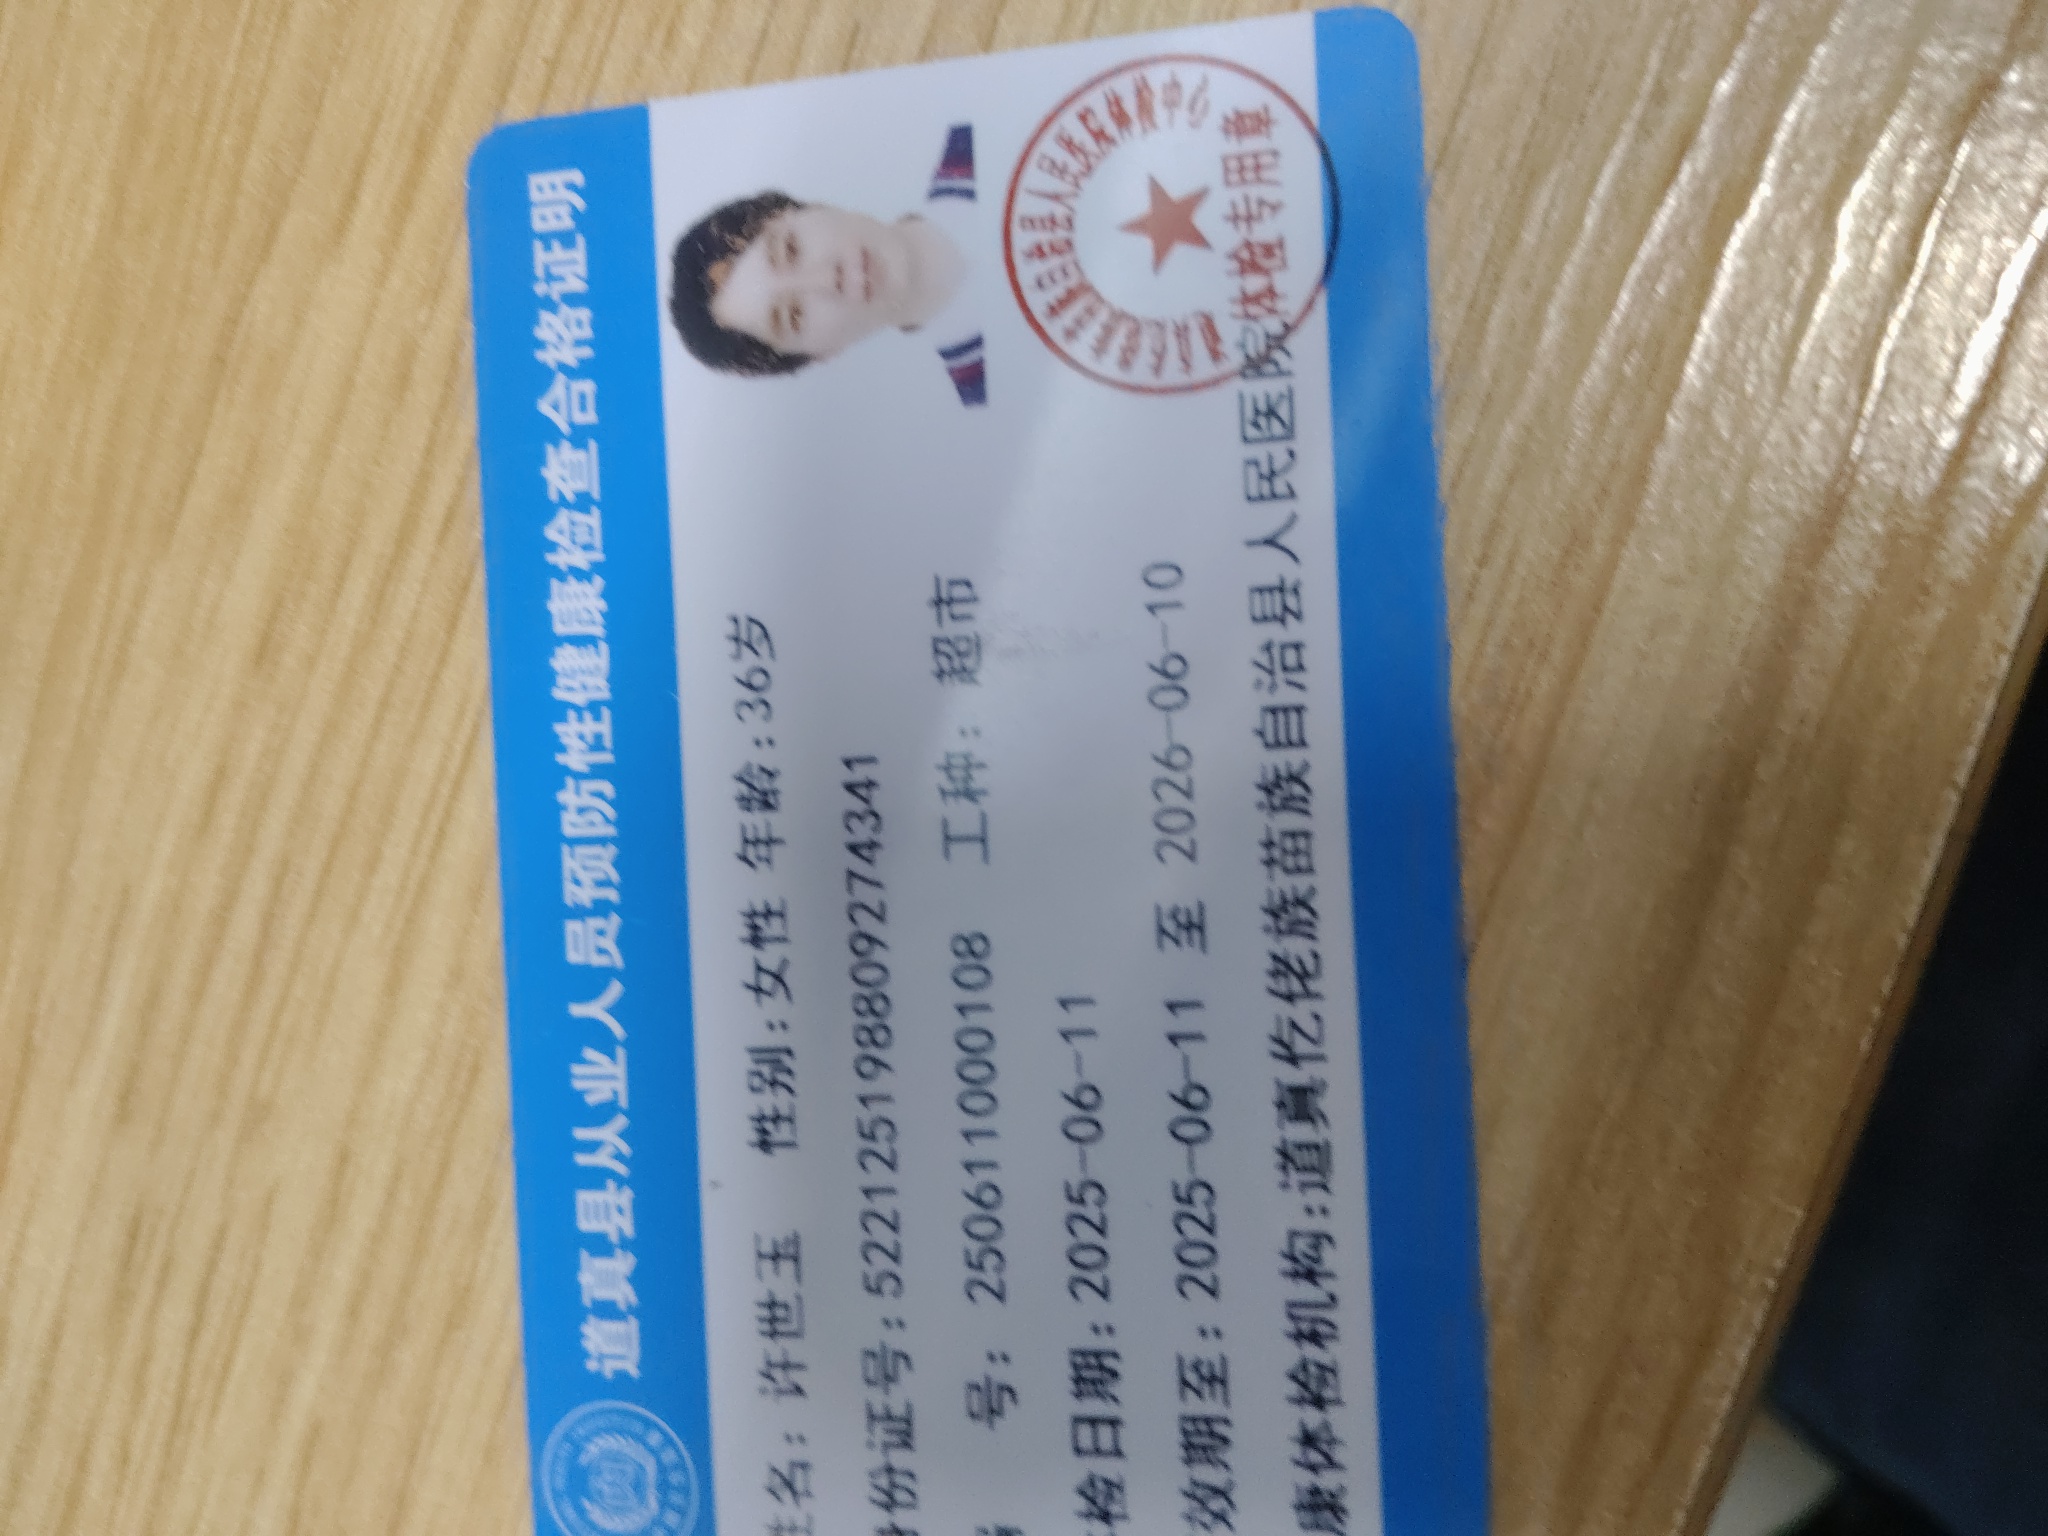 道真县从业人员预防性健康检查合格证明
姓名：许世玉 性别:女性 年龄:36岁
身份证号:522125198809274341
号：250611000108 工种：超市
检日期:2025-06-11
效期至:2025-06-11 至 2026-06-10
康体检机构:道真仡佬族苗族自治县人民医院
体检专用章